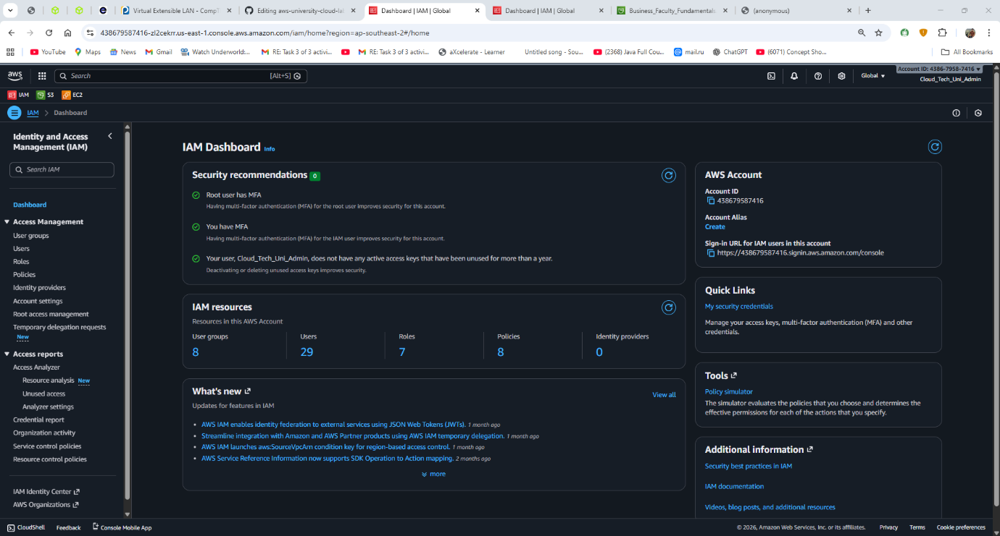 Virtual Extensible LAN - CompT
Editing aws-university-cloud-lab
Dashboard | IAM | Global
Dashboard | IAM | Global
Business_Faculty_Fundamentals
(anonymous)
438679587416-zl2cekrr.us-east-1.console.aws.amazon.com/iam/home?region=ap-southeast-2#/home
YouTube
Maps
News
Gmail
Watch Underworld:...
RE: Task 3 of 3 activi...
RE: Task 3 of 3 activi...
aXcelerate - Learner
Untitled song - Sou...
(2368) Java Full Cou...
mail.ru
ChatGPT
(6071) Concept Sho...
All Bookmarks
aws
Search
[Alt+S]
Global
Account ID: 4386-7958-7416
Cloud_Tech_Uni_Admin
IAM
S3
EC2
IAM
Dashboard
Identity and Access
Management (IAM)
Search IAM
Dashboard
Access Management
User groups
Users
Roles
Policies
Identity providers
Account settings
Root access management
Temporary delegation requests
New
Access reports
Access Analyzer
Resource analysis New
Unused access
Analyzer settings
Credential report
Organization activity
Service control policies
Resource control policies
IAM Identity Center
AWS Organizations
IAM Dashboard Info
Security recommendations 0
Root user has MFA
Having multi-factor authentication (MFA) for the root user improves security for this account.
You have MFA
Having multi-factor authentication (MFA) for the IAM user improves security for this account.
Your user, Cloud_Tech_Uni_Admin, does not have any active access keys that have been unused for more than a year.
Deactivating or deleting unused access keys improves security.
IAM resources
Resources in this AWS Account
User groups
8
Users
29
Roles
7
Policies
8
Identity providers
0
What's new
View all
Updates for features in IAM
AWS IAM enables identity federation to external services using JSON Web Tokens (JWTs). 1 month ago
Streamline integration with Amazon and AWS Partner products using AWS IAM temporary delegation. 1 month ago
AWS IAM launches aws:SourceVpcArn condition key for region-based access control. 1 month ago
AWS Service Reference Information now supports SDK Operation to Action mapping. 2 months ago
more
AWS Account
Account ID
438679587416
Account Alias
Create
Sign-in URL for IAM users in this account
https://438679587416.signin.aws.amazon.com/console
Quick Links
My security credentials
Manage your access keys, multi-factor authentication (MFA) and other
credentials.
Tools
Policy simulator
The simulator evaluates the policies that you choose and determines the
effective permissions for each of the actions that you specify.
Additional information
Security best practices in IAM
IAM documentation
Videos, blog posts, and additional resources
CloudShell
Feedback
Console Mobile App
© 2026, Amazon Web Services, Inc. or its affiliates.
Privacy
Terms
Cookie preferences